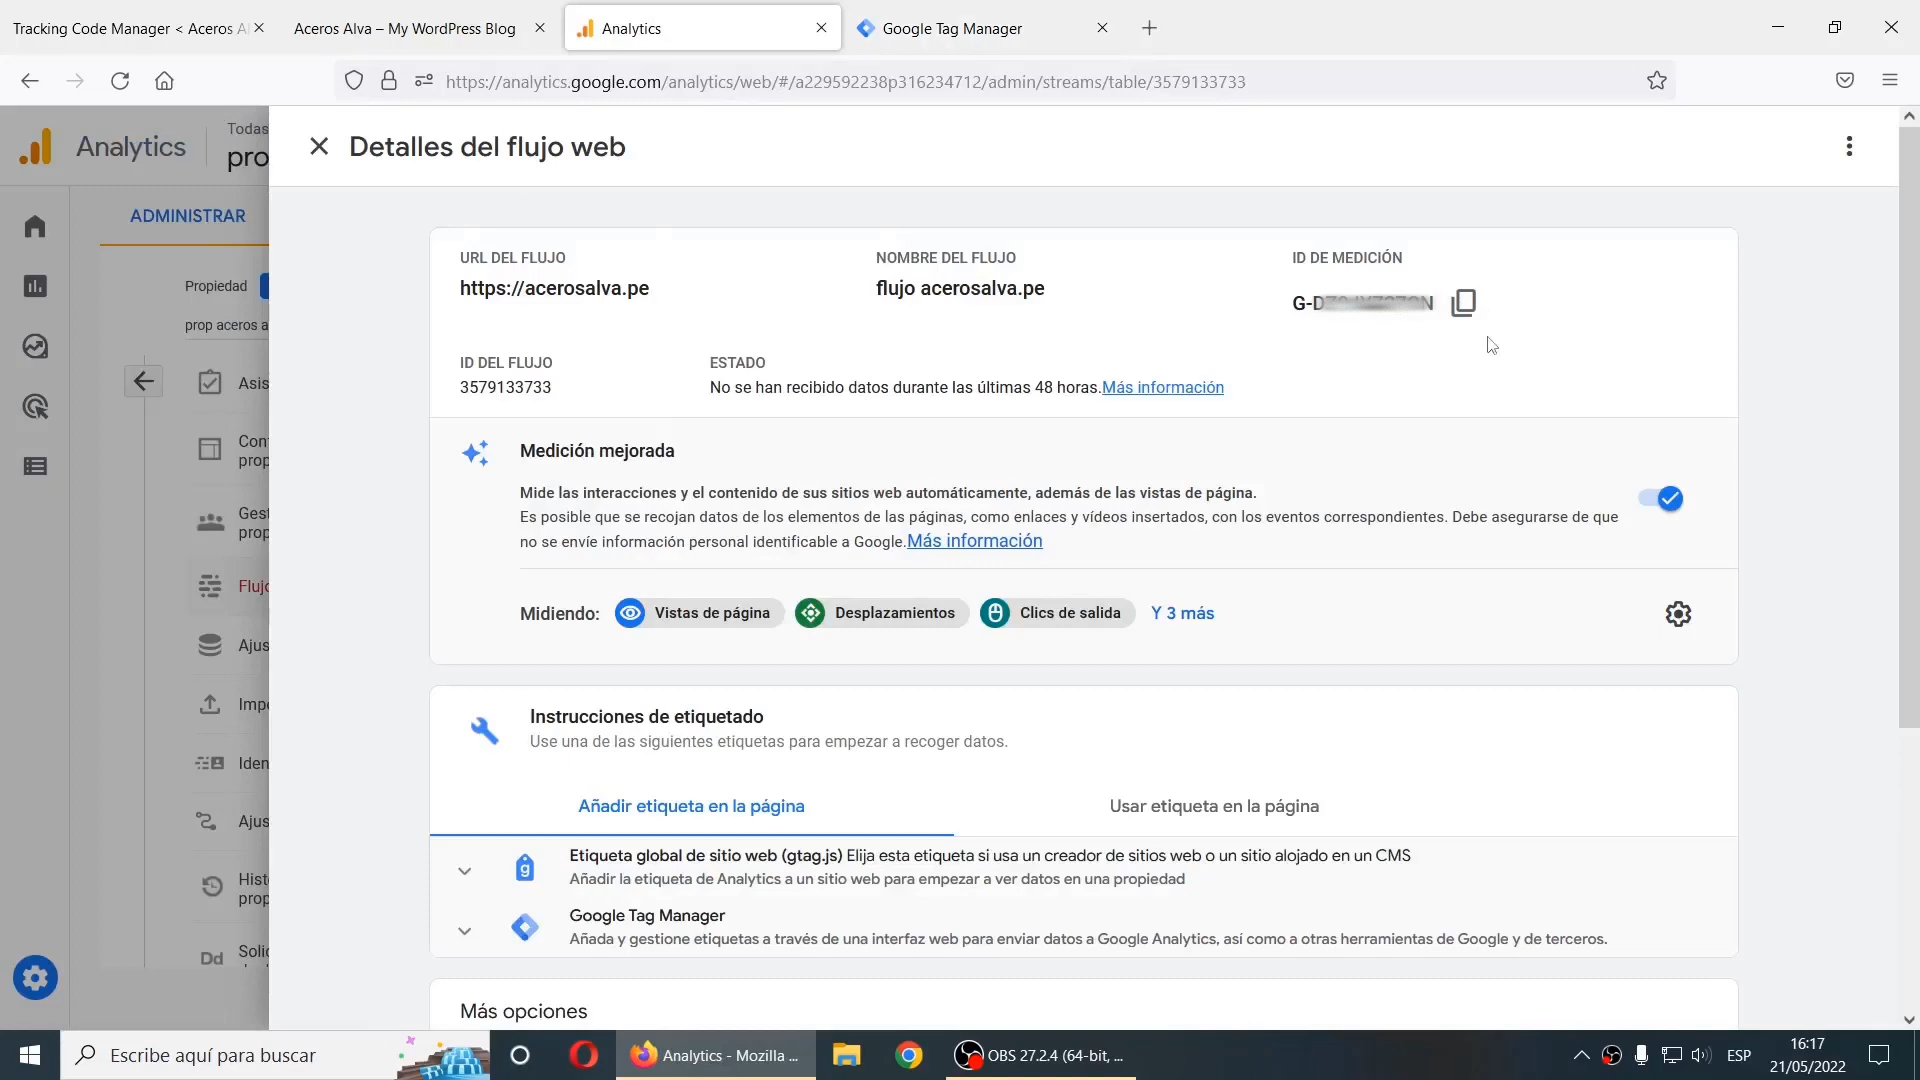 Tracking Code Manager < Aceros Al
Aceros Alva – My WordPress Blog
Analytics
Google Tag Manager
https://analytics.google.com/analytics/web/#/a229592238p316234712/admin/streams/table/3579133733
Analytics
Todas
pro
Detalles del flujo web
ADMINISTRAR
Propiedad
prop aceros a
Asis
Con
prop
Gest
prop
Flujo
Ajus
Impo
Iden
Ajus
Hist
prop
Dd
Solic
URL DEL FLUJO
https://acerosalva.pe
NOMBRE DEL FLUJO
flujo acerosalva.pe
ID DE MEDICIÓN
ID DEL FLUJO
3579133733
ESTADO
No se han recibido datos durante las últimas 48 horas.Más información
Medición mejorada
Mide las interacciones y el contenido de sus sitios web automáticamente, además de las vistas de página.
Es posible que se recojan datos de los elementos de las páginas, como enlaces y vídeos insertados, con los eventos correspondientes. Debe asegurarse de que
no se envíe información personal identificable a Google.Más información
Midiendo:
Vistas de página
Desplazamientos
Clics de salida
Y 3 más
Instrucciones de etiquetado
Use una de las siguientes etiquetas para empezar a recoger datos.
Añadir etiqueta en la página
Usar etiqueta en la página
Etiqueta global de sitio web (gtag.js) Elija esta etiqueta si usa un creador de sitios web o un sitio alojado en un CMS
Añadir la etiqueta de Analytics a un sitio web para empezar a ver datos en una propiedad
Google Tag Manager
Añada y gestione etiquetas a través de una interfaz web para enviar datos a Google Analytics, así como a otras herramientas de Google y de terceros.
Más opciones
Escribe aquí para buscar
Analytics - Mozilla ...
OBS 27.2.4 (64-bit, ...
ESP
16:17
21/05/2022